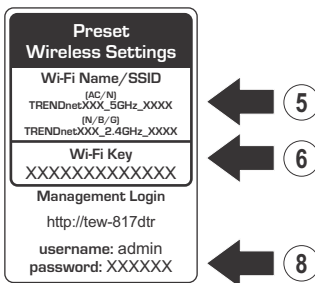 Preset
Wireless Settings
Wi-Fi Name/SSID
(AC/N)
TRENDnetXXX_5GHz_XXXX
(N/B/G)
TRENDnetXXX_2.4GHz_XXXX
5
Wi-Fi Key
XXXXXXXXXXXXX
6
Management Login
http://tew-817dtr
username: admin
password: XXXXXX
8